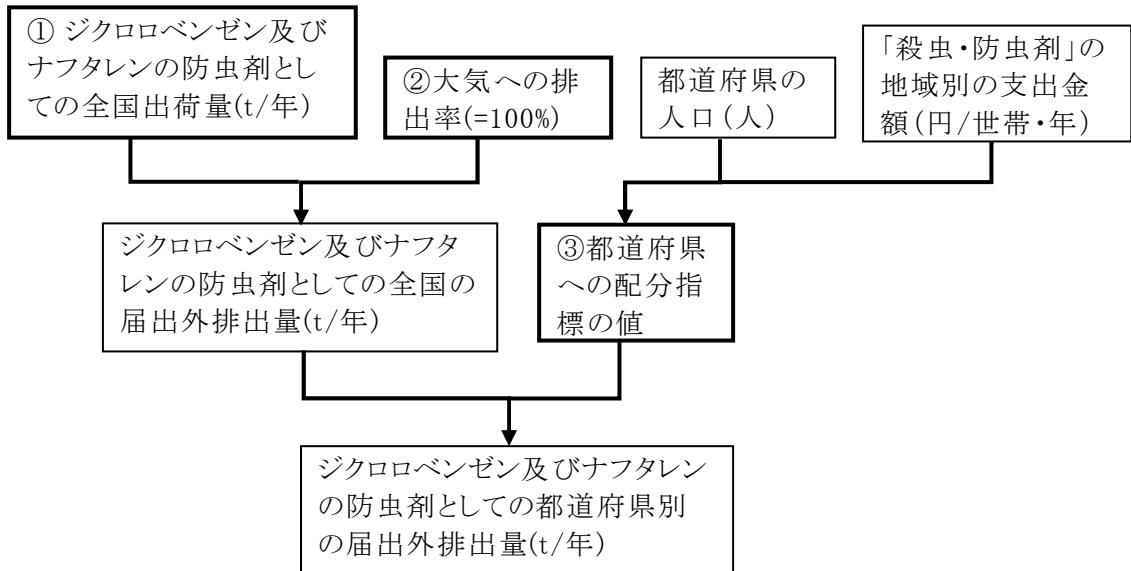 ① ジクロロベンゼン及び
ナフタレンの防虫剤とし
ての全国出荷量(t/年)
②大気への排
出率(=100%)
都道府県の
人口(人)
「殺虫・防虫剤」の
地域別の支出金
額(円/世帯・年)
ジクロロベンゼン及びナフタ
レンの防虫剤としての全国の
届出外排出量(t/年)
③都道府県
への配分指
標の値
ジクロロベンゼン及びナフタレン
の防虫剤としての都道府県別
の届出外排出量(t/年)